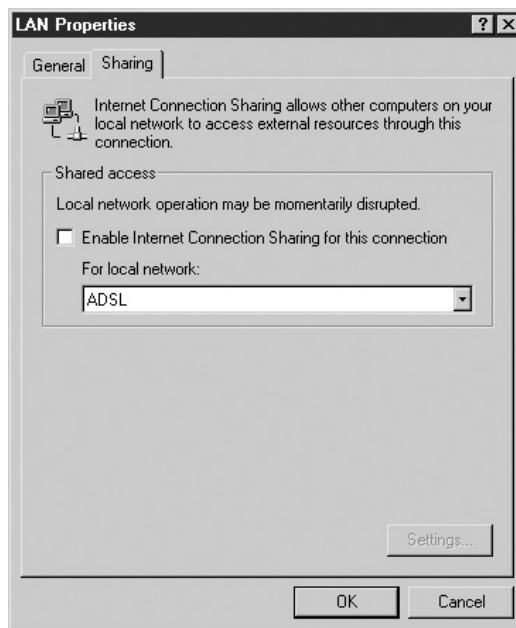 LAN Properties
General Sharing
Internet Connection Sharing allows other computers on your
local network to access external resources through this
connection.
Shared access
Local network operation may be momentarily disrupted.
Enable Internet Connection Sharing for this connection
For local network:
ADSL
Settings...
OK Cancel